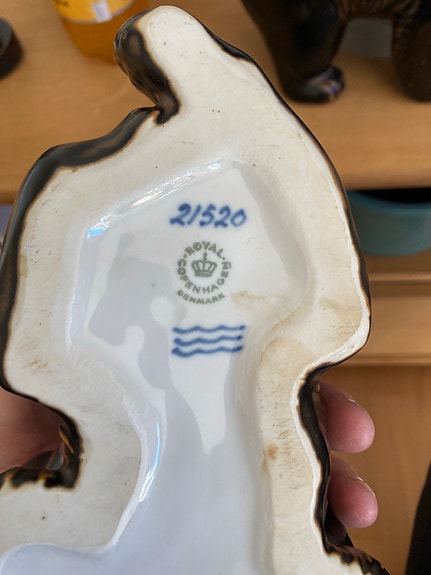 21520
ROYAL
COPENHAGEN
DENMARK